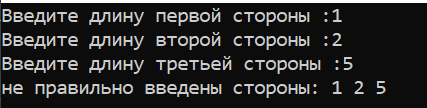 Введите длину первой стороны :1
Введите длину второй стороны :2
Введите длину третьей стороны :5
не правильно введены стороны: 1 2 5